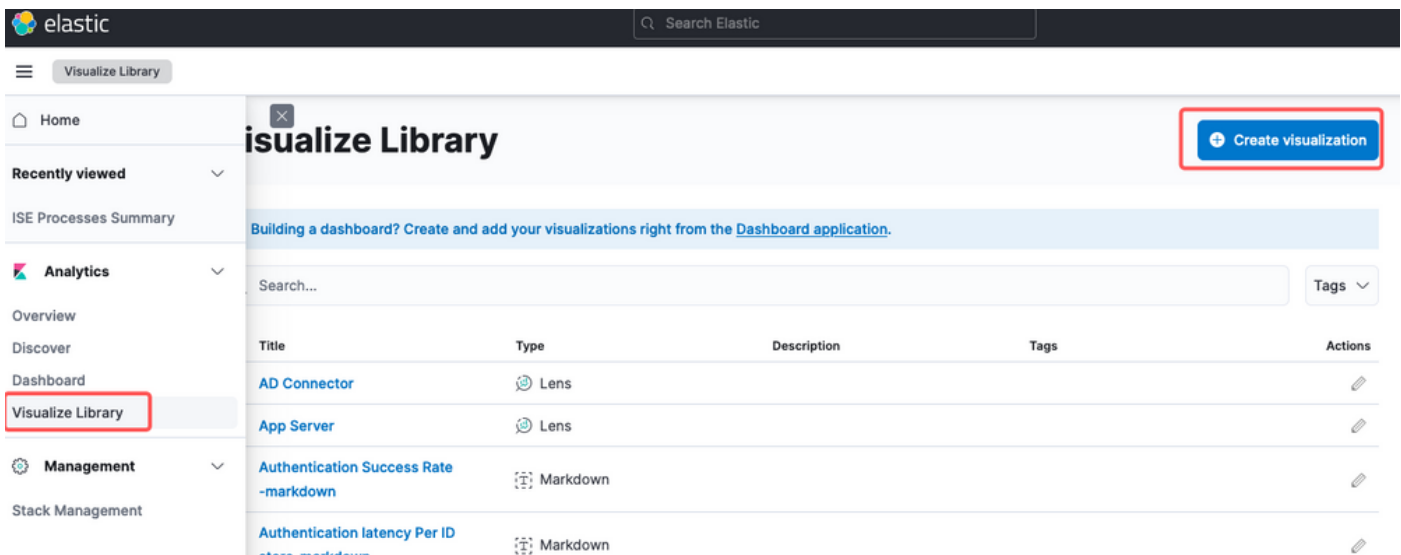 elastic
Search Elastic
Visualize Library
Home
Recently viewed
ISE Processes Summary
Analytics
Overview
Discover
Dashboard
Visualize Library
Management
Stack Management
isualize Library
Create visualization
Building a dashboard? Create and add your visualizations right from the Dashboard application.
Search...
Tags
Title Type Description Tags Actions
AD Connector Lens
App Server Lens
Authentication Success Rate
-markdown
Markdown
Authentication latency Per ID
store-markdown
Markdown